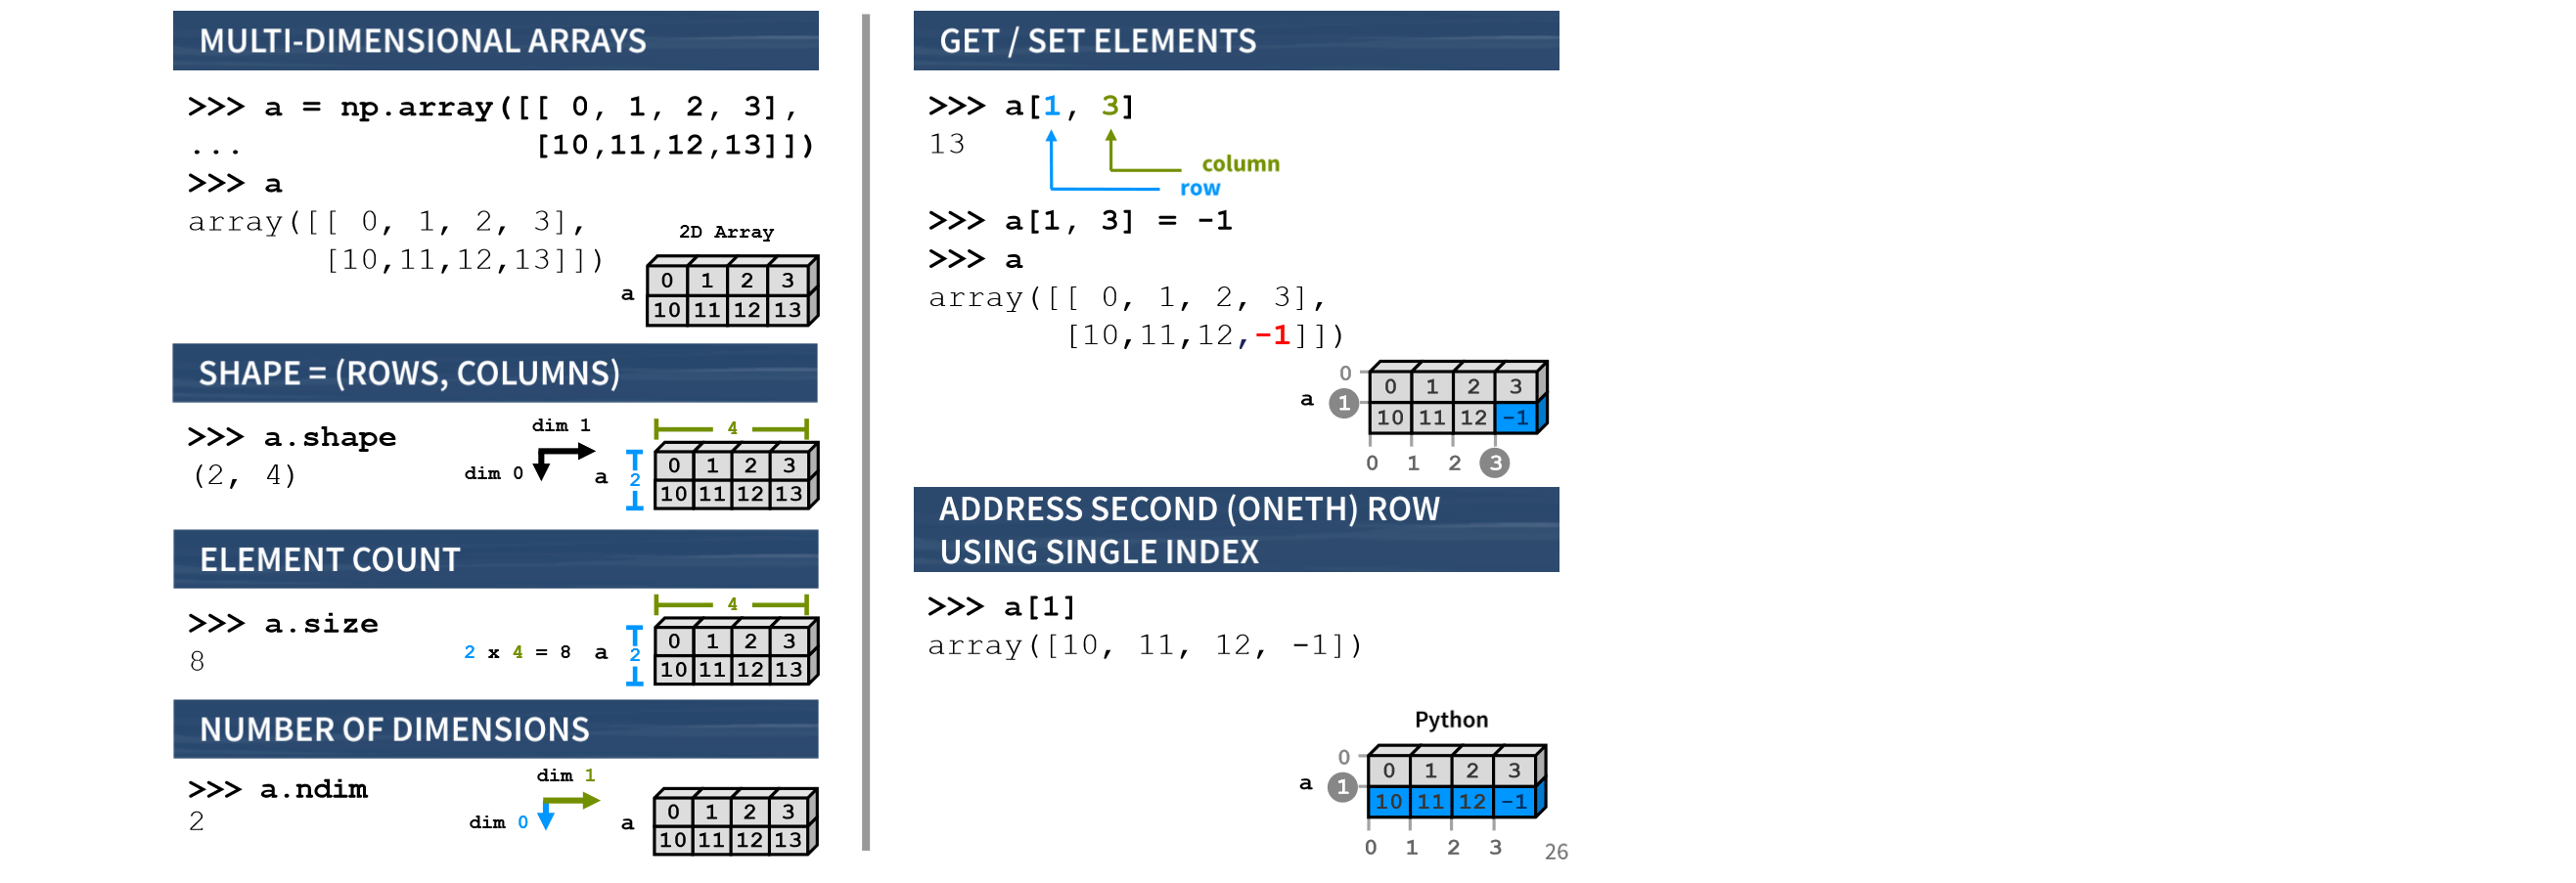 MULTI-DIMENSIONAL ARRAYS
>>> a = np.array([[ 0, 1, 2, 3],
...               [10,11,12,13]])
>>> a
array([[ 0, 1, 2, 3],
       [10,11,12,13]])
2D Array
0 1 2 3
a
10 11 12 13
SHAPE = (ROWS, COLUMNS)
>>> a.shape
(2, 4)
dim 1
dim 0
4
a 2
0 1 2 3
10 11 12 13
ELEMENT COUNT
>>> a.size
8
2 x 4 = 8
4
a 2
0 1 2 3
10 11 12 13
NUMBER OF DIMENSIONS
>>> a.ndim
2
dim 1
dim 0
a
0 1 2 3
10 11 12 13
GET / SET ELEMENTS
>>> a[1, 3]
13
column
row
>>> a[1, 3] = -1
>>> a
array([[ 0, 1, 2, 3],
       [10,11,12,-1]])
0
a 1
0 1 2 3
10 11 12 -1
0 1 2 3
ADDRESS SECOND (ONETH) ROW
USING SINGLE INDEX
>>> a[1]
array([10, 11, 12, -1])
Python
0
a 1
0 1 2 3
10 11 12 -1
0 1 2 3
26